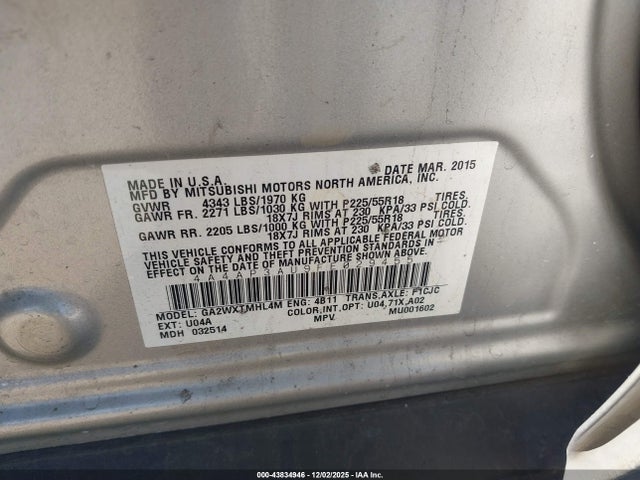 MADE IN U.S.A. DATE MAR. 2015
MFD BY MITSUBISHI MOTORS NORTH AMERICA, INC.
GVWR 4343 LBS/1970 KG
GAWR FR. 2271 LBS/1030 KG WITH P225/55R18 TIRES,
18X7J RIMS AT 230 KPA/33 PSI COLD.
GAWR RR. 2205 LBS/1000 KG WITH P225/55R18 TIRES,
18X7J RIMS AT 230 KPA/33 PSI COLD.
THIS VEHICLE CONFORMS TO ALL APPLICABLE FEDERAL MOTOR
VEHICLE SAFETY AND THEFT PREVENTION STANDARDS IN
EFFECT ON THE DATE OF MANUFACTURE SHOWN ABOVE.
MODEL: GA2WXTMHL4M ENG: 4B11 TRANS,AXLE: F1CJC
EXT: U04A COLOR,INT,OPT: U04,71X,A02
MDH 032514 MPV. MU001602
000-43834946 - 12/02/2025 - IAA Inc.